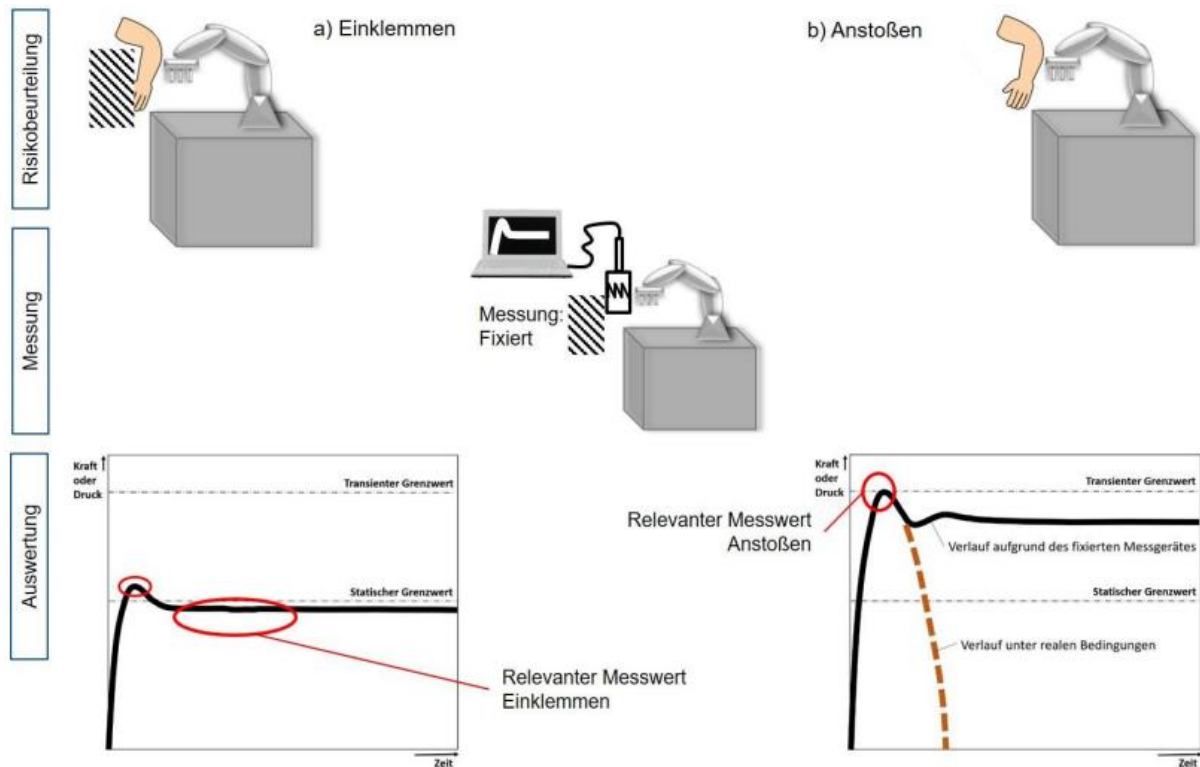 Risikobeurteilung
a) Einklemmen
b) Anstoßen
Messung
Messung:
Fixiert
Auswertung
Kraft
oder
Druck
Transienter Grenzwert
Statischer Grenzwert
Relevanter Messwert
Einklemmen
Zeit
Kraft
oder
Druck
Transienter Grenzwert
Relevanter Messwert
Anstoßen
Verlauf aufgrund des fixierten Messgerätes
Statischer Grenzwert
Verlauf unter realen Bedingungen
Zeit